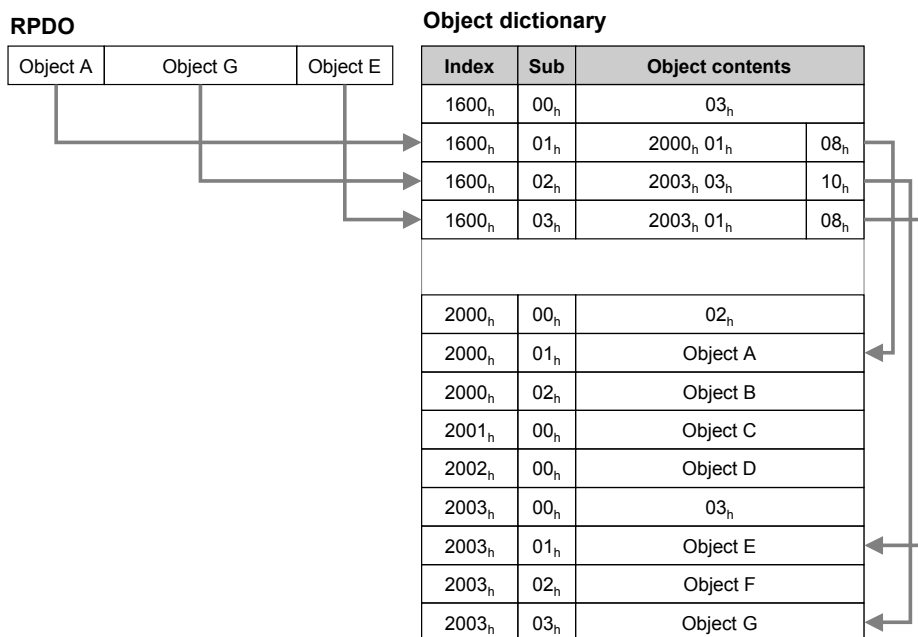 RPDO
Object A Object G Object E
Object dictionary
Index Sub Object contents
1600h 00h 03h
1600h 01h 2000h 01h 08h
1600h 02h 2003h 03h 10h
1600h 03h 2003h 01h 08h
2000h 00h 02h
2000h 01h Object A
2000h 02h Object B
2001h 00h Object C
2002h 00h Object D
2003h 00h 03h
2003h 01h Object E
2003h 02h Object F
2003h 03h Object G